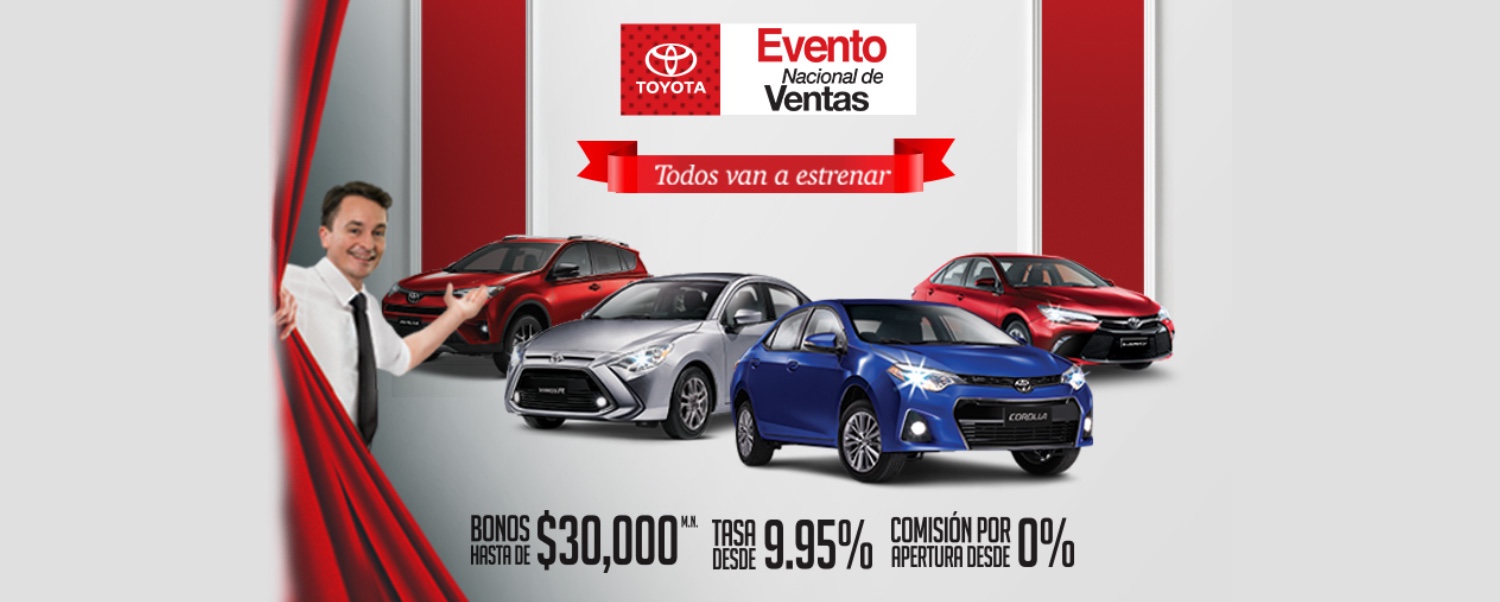 TOYOTA
Evento
Nacional de
Ventas
Todos van a estrenar
COROLLA
BONOS
HASTA DE
$30,000 M.N.
TASA
DESDE
9.95%
COMISIÓN POR
APERTURA DESDE
0%